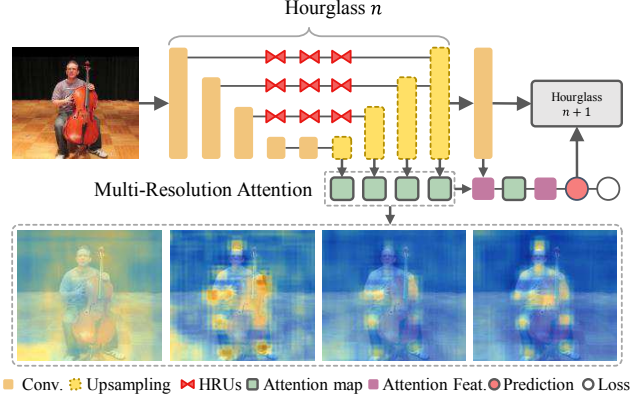 Hourglass n
Hourglass
n + 1
Multi-Resolution Attention
Conv. Upsampling HRUs Attention map Attention Feat. Prediction Loss